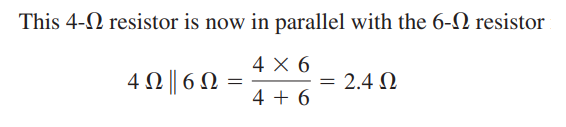 This 4-Ω resistor is now in parallel with the 6-Ω resistor
4 Ω ‖ 6 Ω = 4 × 6 / 4 + 6 = 2.4 Ω